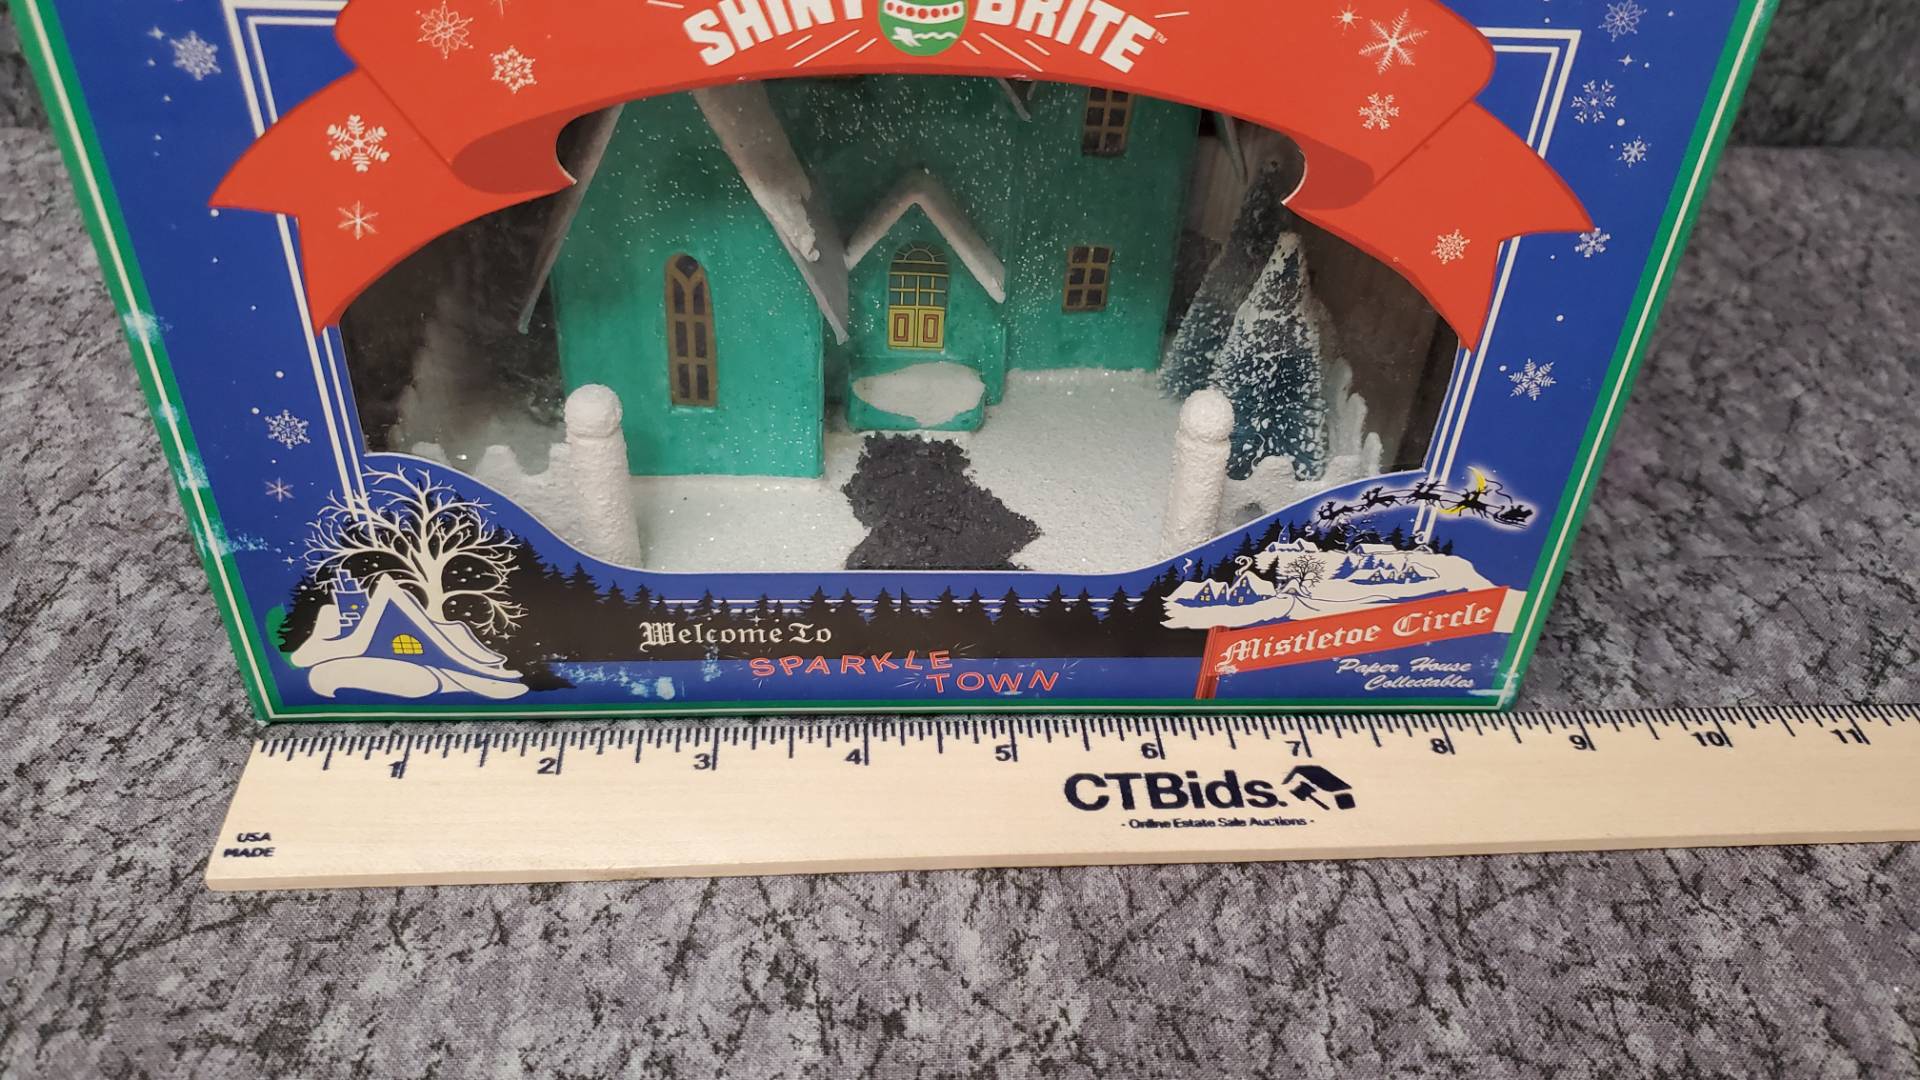 SHINY BRITE™
Welcome To
SPARKLE
TOWN
Mistletoe Circle
Paper House
Collectables
1 2 3 4 5 6 7 8 9 10 11
CTBids.
- Online Estate Sale Auctions -
USA
MADE